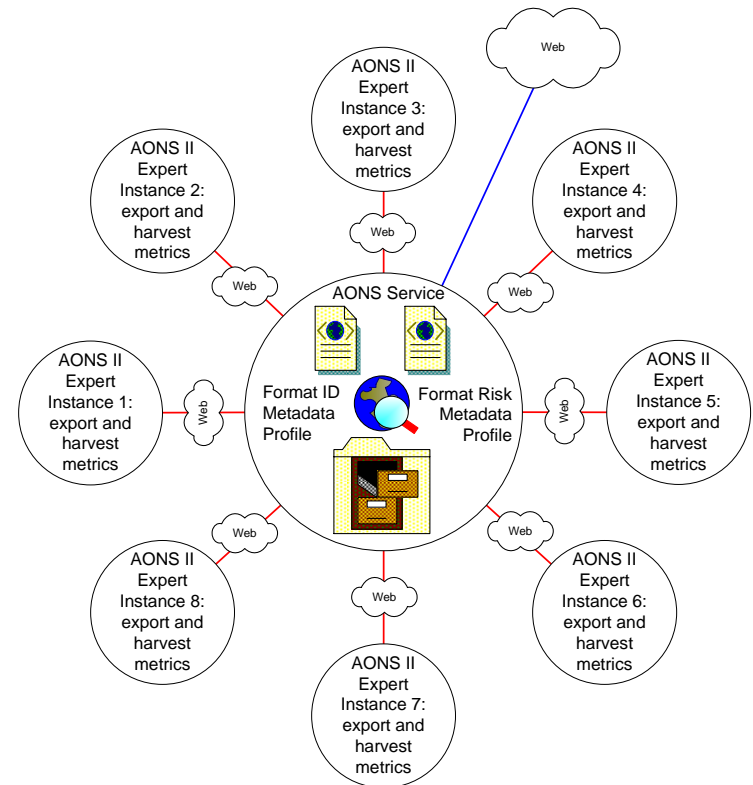 Web
AONS II
Expert
Instance 3:
export and
harvest
metrics
AONS II
Expert
Instance 2:
export and
harvest
metrics
AONS II
Expert
Instance 4:
export and
harvest
metrics
Web
Web
Web
AONS Service
AONS II
Expert
Instance 1:
export and
harvest
metrics
Web
Format ID
Metadata
Profile
Format Risk
Metadata
Profile
Web
AONS II
Expert
Instance 5:
export and
harvest
metrics
Web
Web
Web
AONS II
Expert
Instance 8:
export and
harvest
metrics
AONS II
Expert
Instance 6:
export and
harvest
metrics
AONS II
Expert
Instance 7:
export and
harvest
metrics